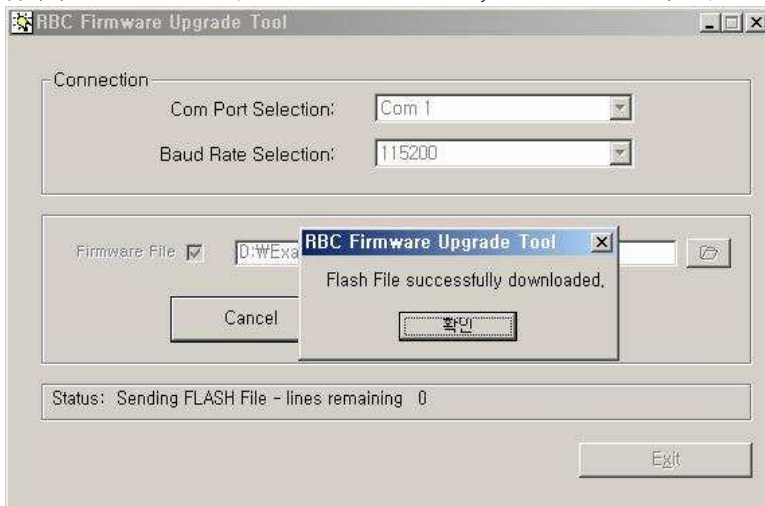 RBC Firmware Upgrade Tool
Connection
Com Port Selection:
Com 1
Baud Rate Selection:
115200
Firmware File
D:₩Exa
RBC Firmware Upgrade Tool
Flash File successfully downloaded,
확인
Cancel
Status: Sending FLASH File - lines remaining 0
Exit